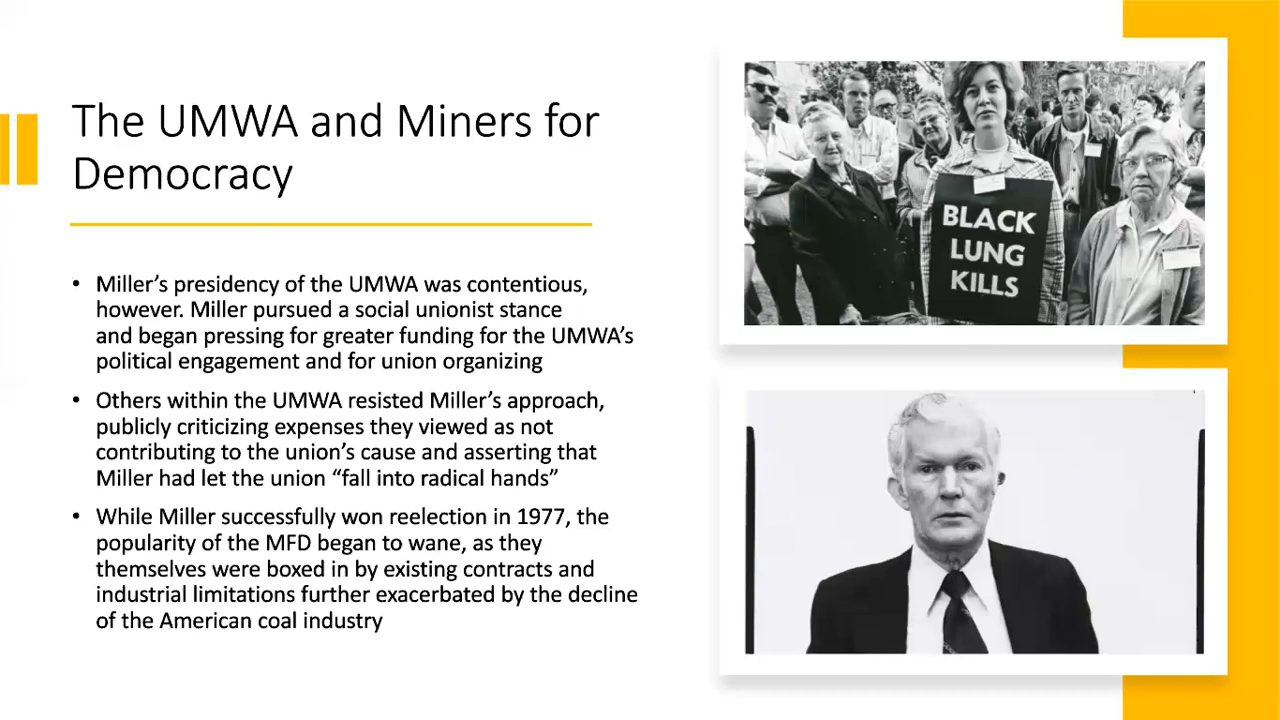 The UMWA and Miners for
Democracy
• Miller’s presidency of the UMWA was contentious,
however. Miller pursued a social unionist stance
and began pressing for greater funding for the UMWA’s
political engagement and for union organizing
• Others within the UMWA resisted Miller’s approach,
publicly criticizing expenses they viewed as not
contributing to the union’s cause and asserting that
Miller had let the union “fall into radical hands”
• While Miller successfully won reelection in 1977, the
popularity of the MFD began to wane, as they
themselves were boxed in by existing contracts and
industrial limitations further exacerbated by the decline
of the American coal industry
BLACK
LUNG
KILLS